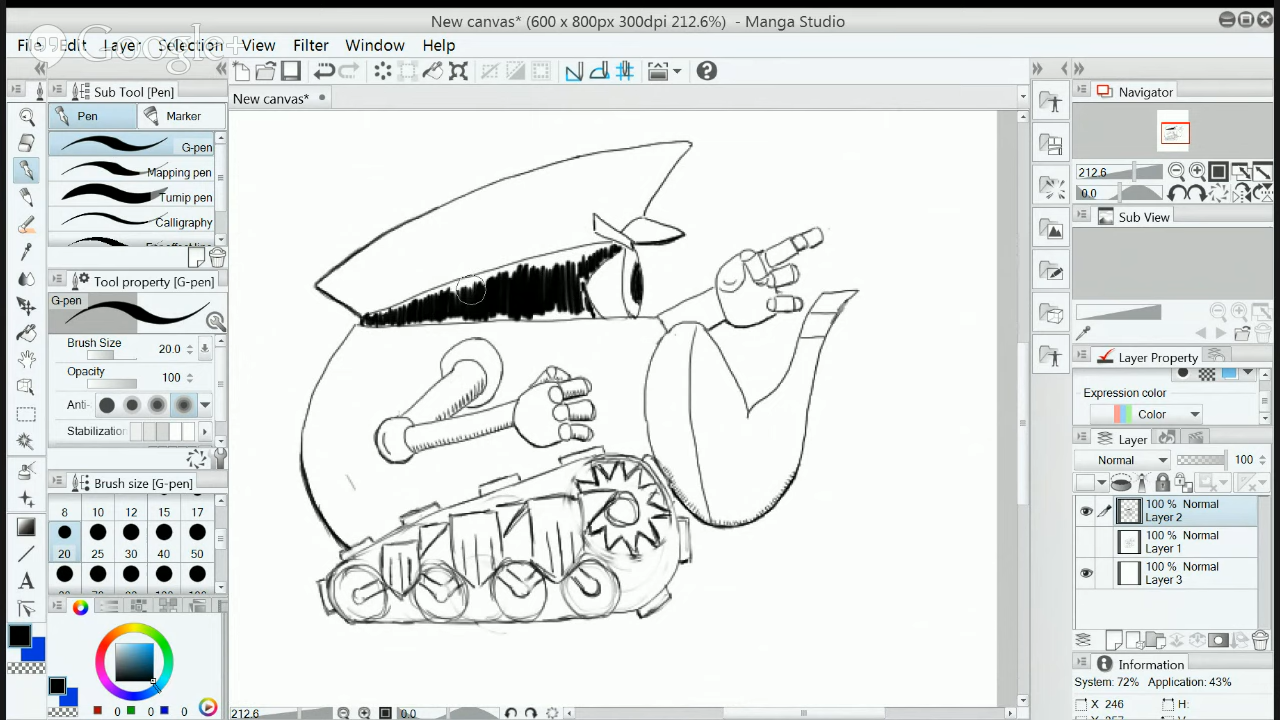 New canvas* (600 x 800px 300dpi 212.6%) - Manga Studio
File Edit Layer Selection View Filter Window Help
Google+
Sub Tool [Pen]
New canvas*
Navigator
Pen Marker
G-pen
Mapping pen
Turnip pen
Calligraphy
212.6
0.0
Sub View
Tool property [G-pen]
G-pen
Brush Size 20.0
Opacity 100
Anti-
Stabilization
Layer Property
Expression color
Color
Layer
Normal 100
Brush size [G-pen]
8 10 12 15 17
20 25 30 40 50
100 % Normal
Layer 2
100 % Normal
Layer 1
100 % Normal
Layer 3
Information
System: 72% Application: 43%
X 246 H:
0 0 0
212.6 0.0